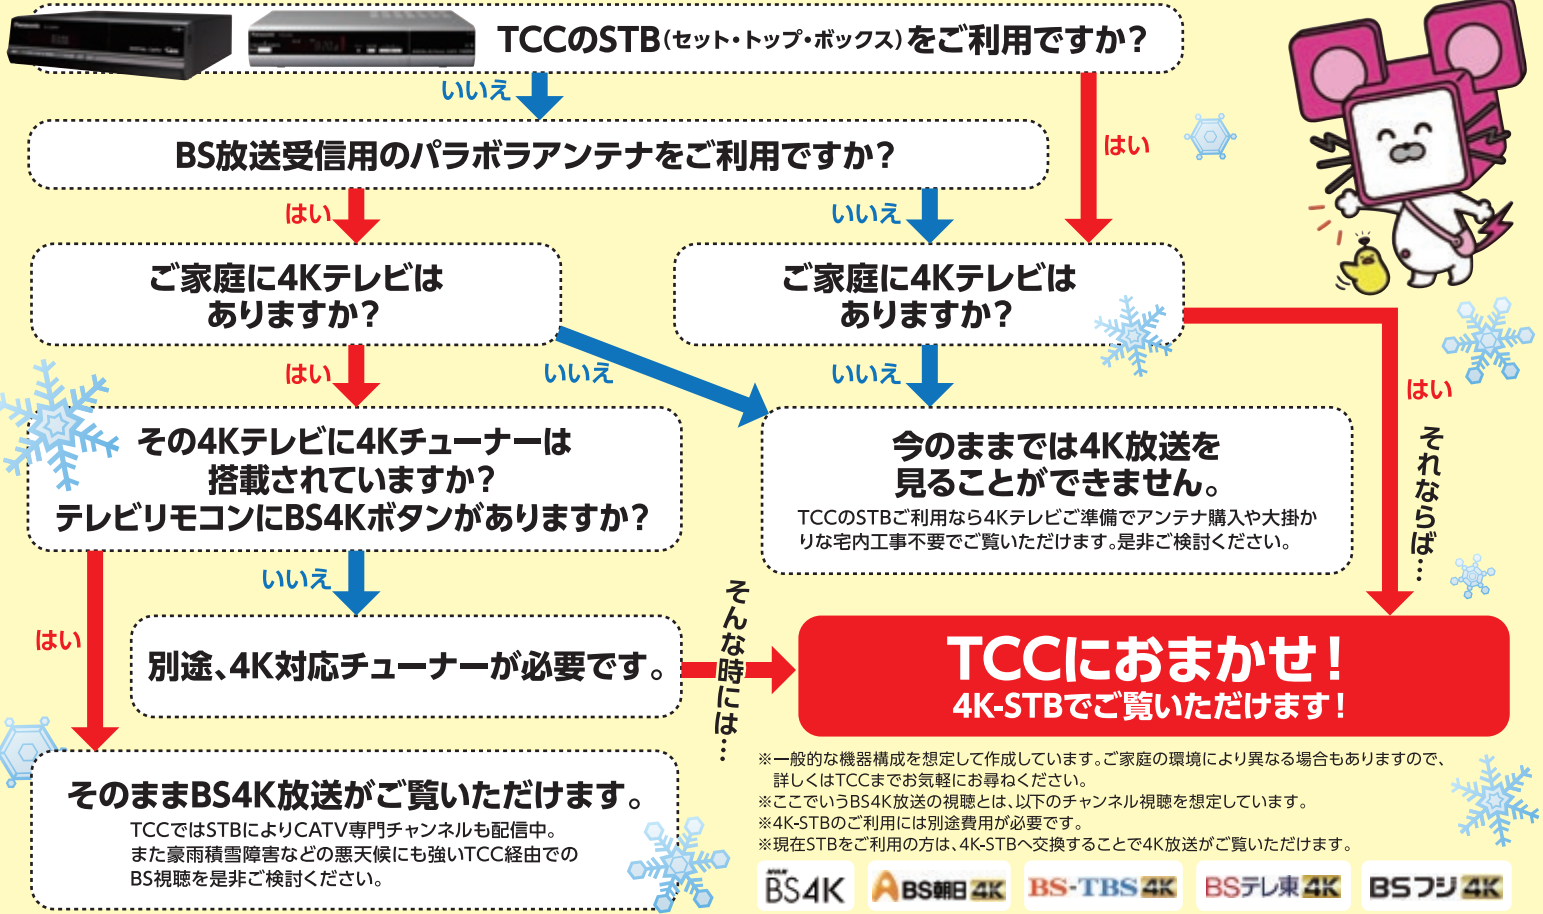 TCCのSTB(セット・トップ・ボックス)をご利用ですか?
いいえ
はい
BS放送受信用のパラボラアンテナをご利用ですか?
はい
いいえ
ご家庭に4Kテレビは
ありますか?
ご家庭に4Kテレビは
ありますか?
はい
いいえ
いいえ
はい
それならば…
その4Kテレビに4Kチューナーは
搭載されていますか?
テレビリモコンにBS4Kボタンがありますか?
今のままでは4K放送を
見ることができません。
TCCのSTBご利用なら4Kテレビご準備でアンテナ購入や大掛か
りな宅内工事不要でご覧いただけます。是非ご検討ください。
いいえ
はい
別途、4K対応チューナーが必要です。
そんな時には…
TCCにおまかせ!
4K-STBでご覧いただけます!
そのままBS4K放送がご覧いただけます。
TCCではSTBによりCATV専門チャンネルも配信中。
また豪雨積雪障害などの悪天候にも強いTCC経由での
BS視聴を是非ご検討ください。
※一般的な機器構成を想定して作成しています。ご家庭の環境により異なる場合もありますので、
詳しくはTCCまでお気軽にお尋ねください。
※ここでいうBS4K放送の視聴とは、以下のチャンネル視聴を想定しています。
※4K-STBのご利用には別途費用が必要です。
※現在STBをご利用の方は、4K-STBへ交換することで4K放送がご覧いただけます。
NHK BS4K
BS朝日 4K
BS-TBS 4K
BSテレ東 4K
BSフジ 4K